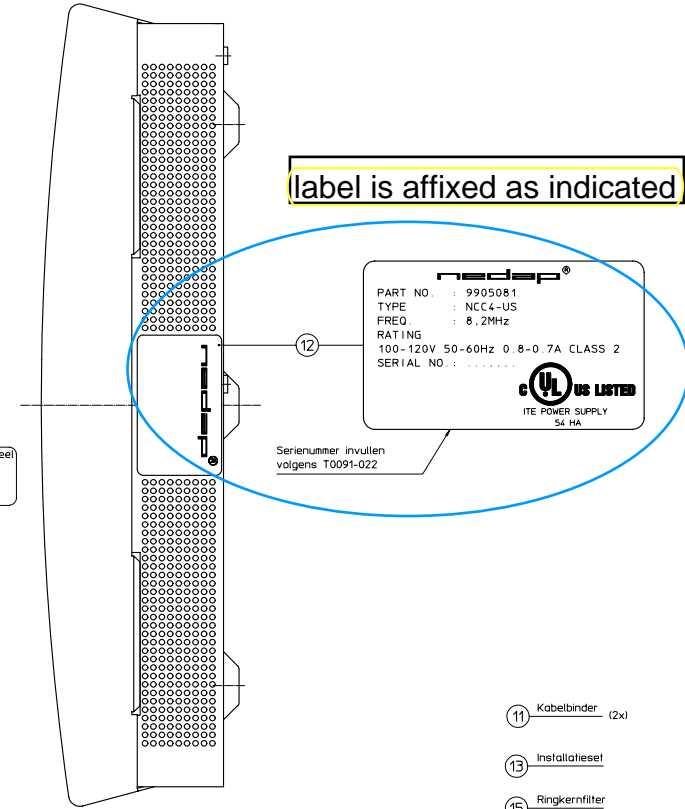 label is affixed as indicated
nedap®
PART NO. : 9905081
TYPE : NCC4-US
FREQ. : 8,2MHz
RATING
100-120V 50-60Hz 0.8-0.7A CLASS 2
SERIAL NO.: .......
C UL US LISTED
ITE POWER SUPPLY
54 HA
12
nedap®
Serienummer invullen
volgens T0091-022
eel
11 Kabelbinder (2x)
13 Installatieset
15 Ringkernfilter